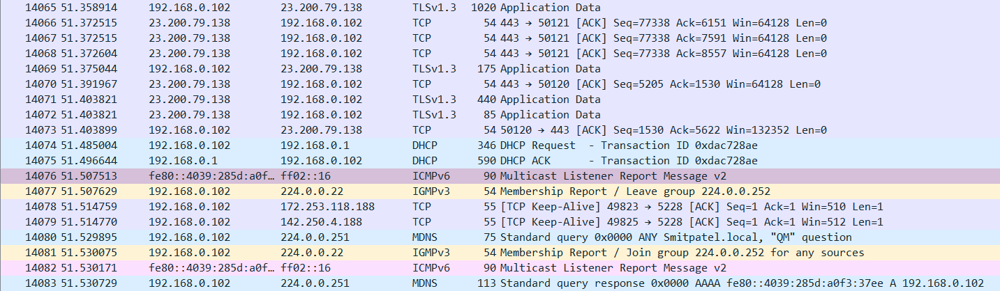 14065 51.358914 192.168.0.102 23.200.79.138 TLSv1.3 1020 Application Data
14066 51.372515 23.200.79.138 192.168.0.102 TCP 54 443 → 50121 [ACK] Seq=77338 Ack=6151 Win=64128 Len=0
14067 51.372515 23.200.79.138 192.168.0.102 TCP 54 443 → 50121 [ACK] Seq=77338 Ack=7591 Win=64128 Len=0
14068 51.372604 23.200.79.138 192.168.0.102 TCP 54 443 → 50121 [ACK] Seq=77338 Ack=8557 Win=64128 Len=0
14069 51.375044 192.168.0.102 23.200.79.138 TLSv1.3 175 Application Data
14070 51.391967 23.200.79.138 192.168.0.102 TCP 54 443 → 50120 [ACK] Seq=5205 Ack=1530 Win=64128 Len=0
14071 51.403821 23.200.79.138 192.168.0.102 TLSv1.3 440 Application Data
14072 51.403821 23.200.79.138 192.168.0.102 TLSv1.3 85 Application Data
14073 51.403899 192.168.0.102 23.200.79.138 TCP 54 50120 → 443 [ACK] Seq=1530 Ack=5622 Win=132352 Len=0
14074 51.485004 192.168.0.102 192.168.0.1 DHCP 346 DHCP Request - Transaction ID 0xdac728ae
14075 51.496644 192.168.0.1 192.168.0.102 DHCP 590 DHCP ACK - Transaction ID 0xdac728ae
14076 51.507513 fe80::4039:285d:a0f… ff02::16 ICMPv6 90 Multicast Listener Report Message v2
14077 51.507629 192.168.0.102 224.0.0.22 IGMPv3 54 Membership Report / Leave group 224.0.0.252
14078 51.514759 192.168.0.102 172.253.118.188 TCP 55 [TCP Keep-Alive] 49823 → 5228 [ACK] Seq=1 Ack=1 Win=510 Len=1
14079 51.514770 192.168.0.102 142.250.4.188 TCP 55 [TCP Keep-Alive] 49825 → 5228 [ACK] Seq=1 Ack=1 Win=512 Len=1
14080 51.529895 192.168.0.102 224.0.0.251 MDNS 75 Standard query 0x0000 ANY Smitpatel.local, "QM" question
14081 51.530075 192.168.0.102 224.0.0.22 IGMPv3 54 Membership Report / Join group 224.0.0.252 for any sources
14082 51.530171 fe80::4039:285d:a0f… ff02::16 ICMPv6 90 Multicast Listener Report Message v2
14083 51.530729 192.168.0.102 224.0.0.251 MDNS 113 Standard query response 0x0000 AAAA fe80::4039:285d:a0f3:37ee A 192.168.0.102